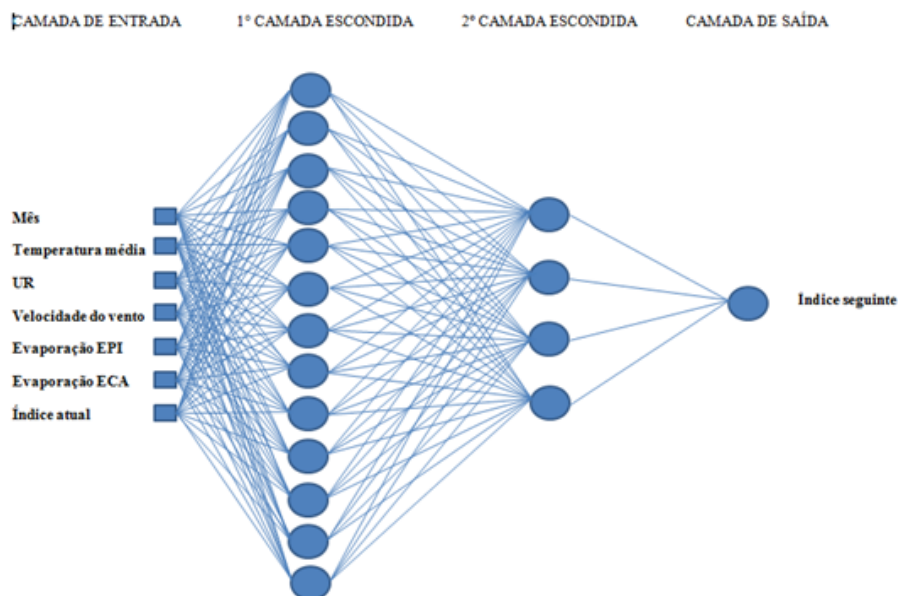 CAMADA DE ENTRADA
1° CAMADA ESCONDIDA
2º CAMADA ESCONDIDA
CAMADA DE SAÍDA
Mês
Temperatura média
UR
Velocidade do vento
Evaporação EPI
Evaporação ECA
Índice atual
Índice seguinte